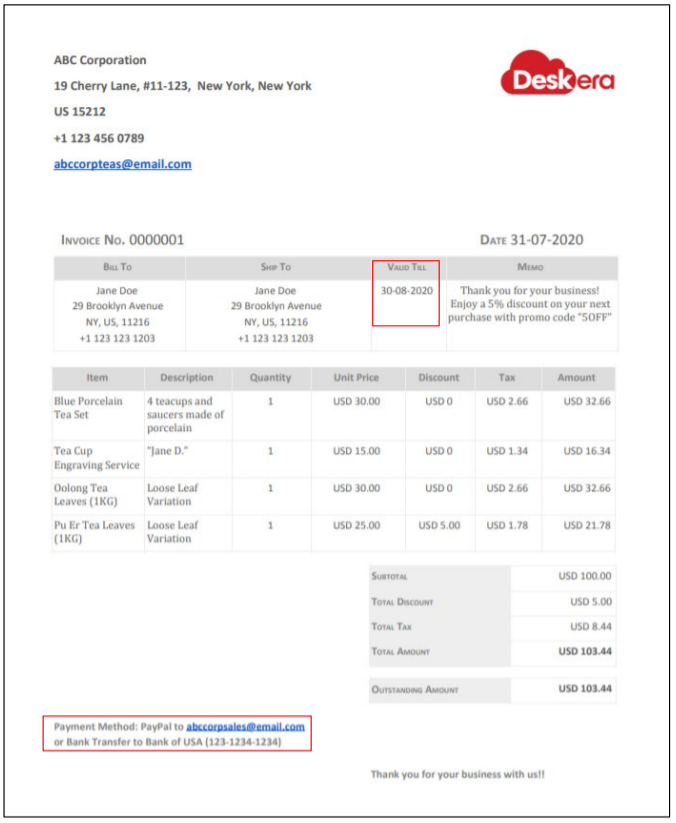 ABC Corporation
19 Cherry Lane, #11-123, New York, New York
US 15212
+1 123 456 0789
abccorpteas@email.com
Deskera
Invoice No. 0000001
Date 31-07-2020
Bill To Ship To Valid Till Memo
Jane Doe
29 Brooklyn Avenue
NY, US, 11216
+1 123 123 1203
Jane Doe
29 Brooklyn Avenue
NY, US, 11216
+1 123 123 1203
30-08-2020
Thank you for your business!
Enjoy a 5% discount on your next
purchase with promo code "5OFF"
Item Description Quantity Unit Price Discount Tax Amount
Blue Porcelain 4 teacups and 1 USD 30.00 USD 0 USD 2.66 USD 32.66
Tea Set saucers made of
porcelain
Tea Cup "Jane D." 1 USD 15.00 USD 0 USD 1.34 USD 16.34
Engraving Service
Oolong Tea Loose Leaf 1 USD 30.00 USD 0 USD 2.66 USD 32.66
Leaves (1KG) Variation
Pu Er Tea Leaves Loose Leaf 1 USD 25.00 USD 5.00 USD 1.78 USD 21.78
(1KG) Variation
Subtotal USD 100.00
Total Discount USD 5.00
Total Tax USD 8.44
Total Amount USD 103.44
Outstanding Amount USD 103.44
Payment Method: PayPal to abccorpsales@email.com
or Bank Transfer to Bank of USA (123-1234-1234)
Thank you for your business with us!!